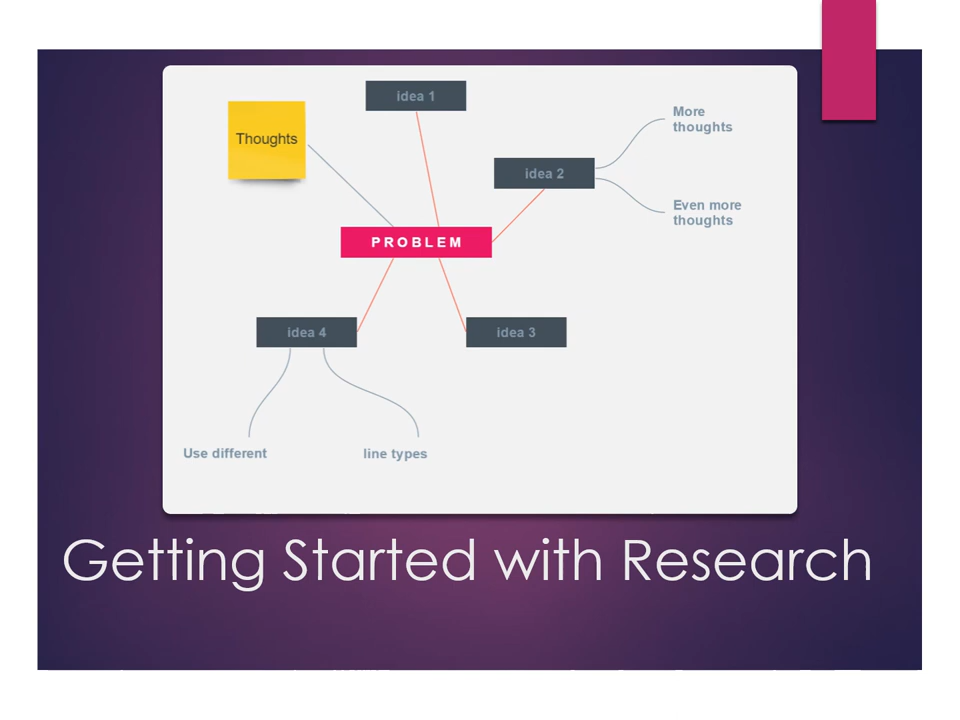 idea 1
Thoughts
More
thoughts
idea 2
Even more
thoughts
PROBLEM
idea 4
idea 3
Use different
line types
Getting Started with Research